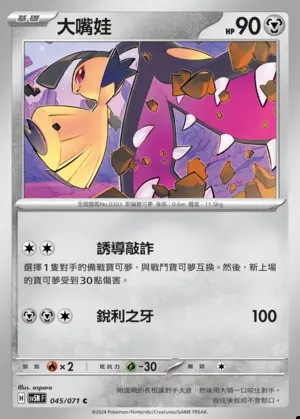 基礎 大嘴娃 HP 90
全國圖鑑No.0303 欺騙寶可夢 身高：0.6m 體重：11.5kg
誘導敲詐
選擇1隻對手的備戰寶可夢，與戰鬥寶可夢互換。然後，新上場
的寶可夢受到30點傷害。
銳利之牙 100
弱點 ×2 抵抗力 -30 撤退
illus. aspara
H SV5M F 045/071 C
©2024 Pokémon/Nintendo/Creatures/GAME FREAK.